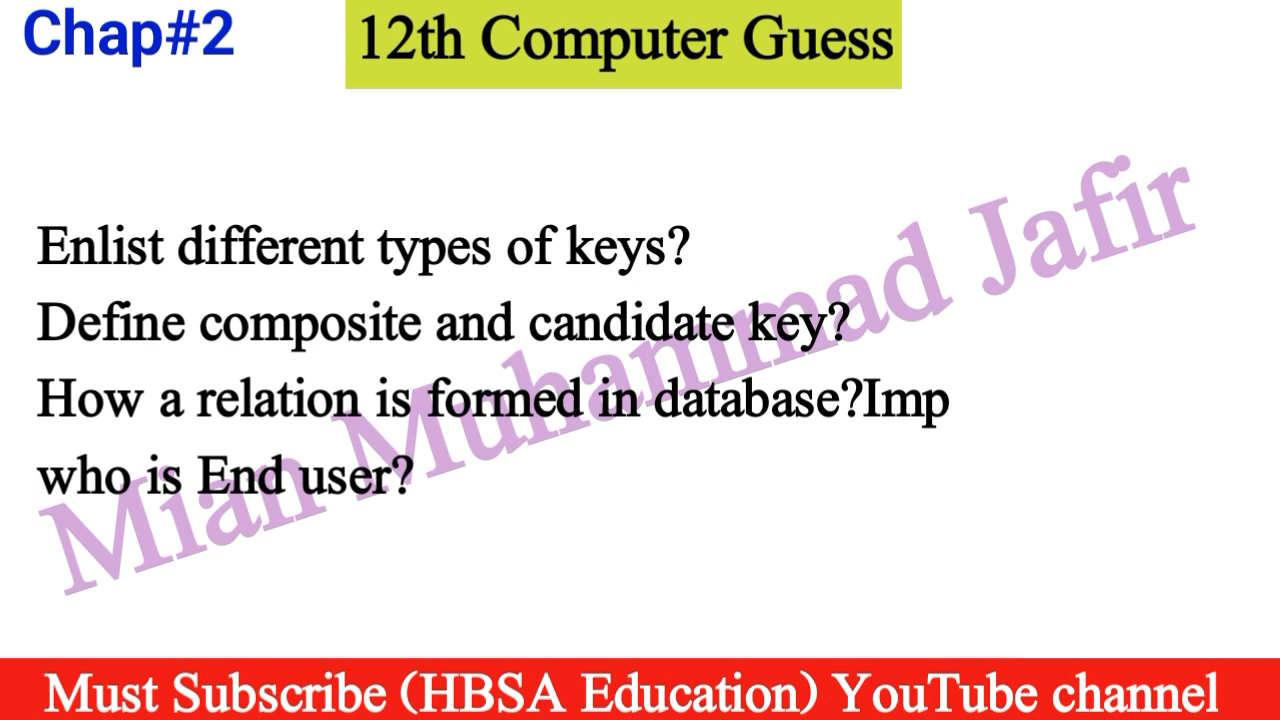 Chap#2
12th Computer Guess
Enlist different types of keys?
Define composite and candidate key?
How a relation is formed in database?Imp
who is End user?
Mian Muhammad Jafir
Must Subscribe (HBSA Education) YouTube channel